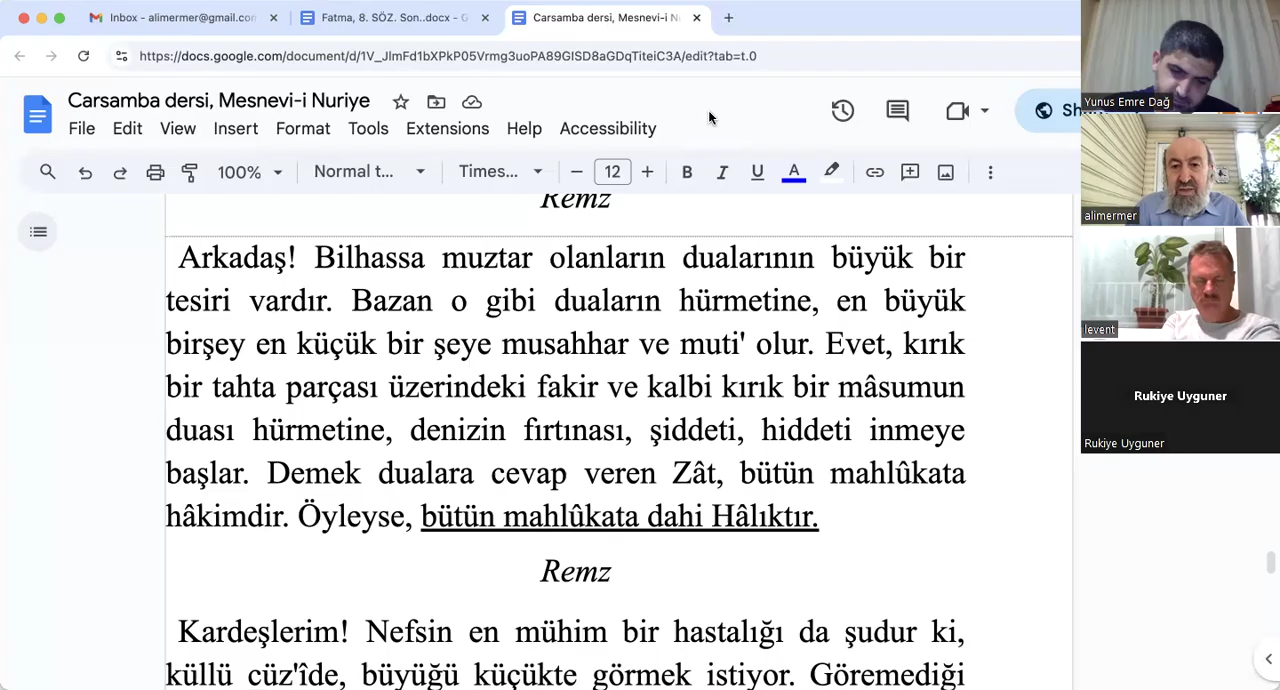 Inbox - alimermer@gmail.con
Fatma, 8. SÖZ. Son..docx - G
Carsamba dersi, Mesnevi-i N
https://docs.google.com/document/d/1V_JlmFd1bXPkP05Vrmg3uoPA89GISD8aGDqTiteiC3A/edit?tab=t.0
Carsamba dersi, Mesnevi-i Nuriye
Sh
File Edit View Insert Format Tools Extensions Help Accessibility
100% Normal t... Times... 12 B I U A
Remz
Arkadaş! Bilhassa muztar olanların dualarının büyük bir
tesiri vardır. Bazan o gibi duaların hürmetine, en büyük
birşey en küçük bir şeye musahhar ve muti' olur. Evet, kırık
bir tahta parçası üzerindeki fakir ve kalbi kırık bir mâsumun
duası hürmetine, denizin fırtınası, şiddeti, hiddeti inmeye
başlar. Demek dualara cevap veren Zât, bütün mahlûkata
hâkimdir. Öyleyse, bütün mahlûkata dahi Hâlıktır.
Remz
Kardeşlerim! Nefsin en mühim bir hastalığı da şudur ki,
küllü cüz'îde, büyüğü küçükte görmek istiyor. Göremediği
Yunus Emre Dağ
alimermer
levent
Rukiye Uyguner
Rukiye Uyguner